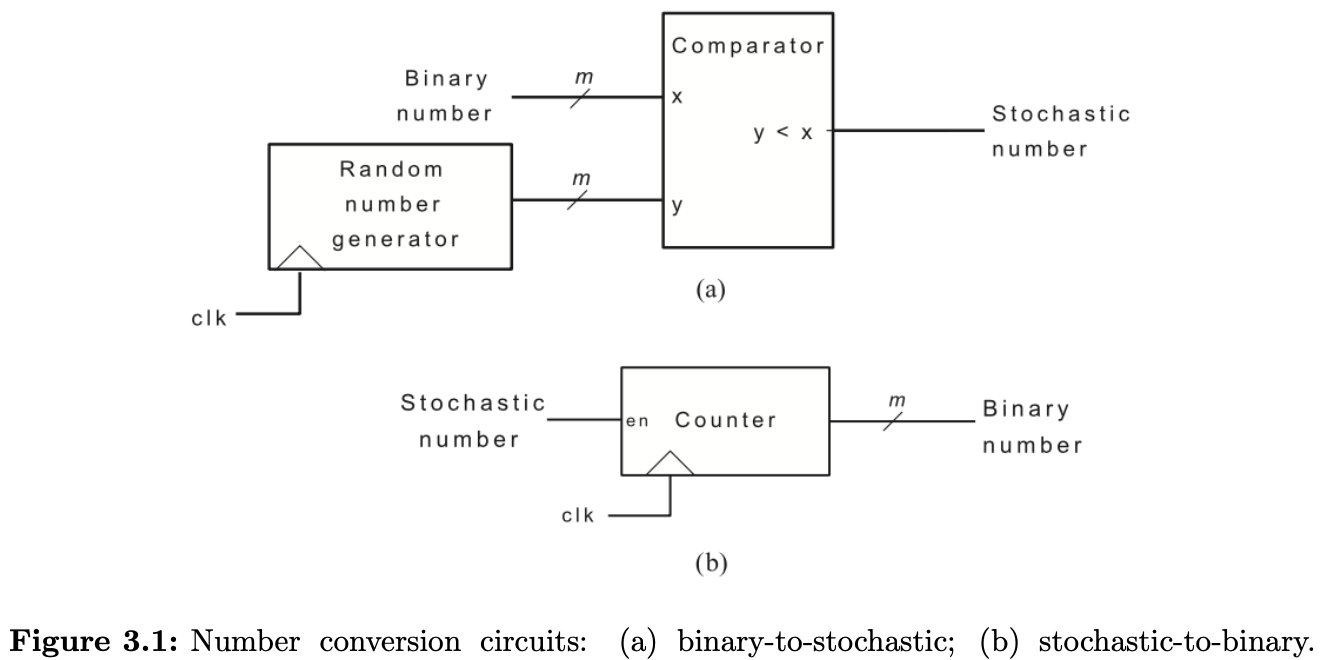 Comparator
Binary
number
m
x
y < x
Stochastic
number
Random
number
generator
m
y
clk
(a)
Stochastic
number
en
Counter
m
Binary
number
clk
(b)
Figure 3.1: Number conversion circuits: (a) binary-to-stochastic; (b) stochastic-to-binary.